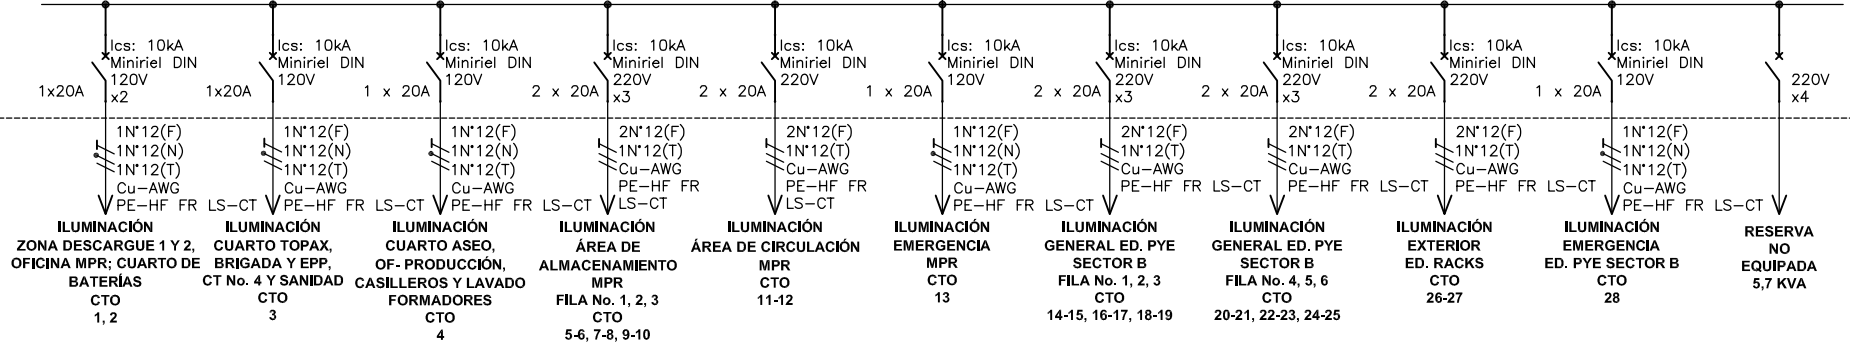 Ics: 10kA
Miniriel DIN
120V
x2
1x20A
1N°12(F)
1N°12(N)
1N°12(T)
Cu-AWG
PE-HF FR LS-CT
ILUMINACIÓN
ZONA DESCARGUE 1 Y 2,
OFICINA MPR; CUARTO DE
BATERÍAS
CTO
1, 2
Ics: 10kA
Miniriel DIN
120V
1x20A
1N°12(F)
1N°12(N)
1N°12(T)
Cu-AWG
PE-HF FR LS-CT
ILUMINACIÓN
CUARTO TOPAX,
BRIGADA Y EPP,
CT No. 4 Y SANIDAD
CTO
3
Ics: 10kA
Miniriel DIN
120V
1 x 20A
1N°12(F)
1N°12(N)
1N°12(T)
Cu-AWG
PE-HF FR LS-CT
ILUMINACIÓN
CUARTO ASEO,
OF- PRODUCCIÓN,
CASILLEROS Y LAVADO
FORMADORES
CTO
4
Ics: 10kA
Miniriel DIN
220V
x3
2 x 20A
2N°12(F)
1N°12(T)
Cu-AWG
PE-HF FR
LS-CT
ILUMINACIÓN
ÁREA DE
ALMACENAMIENTO
MPR
FILA No. 1, 2, 3
CTO
5-6, 7-8, 9-10
Ics: 10kA
Miniriel DIN
220V
2 x 20A
2N°12(F)
1N°12(T)
Cu-AWG
PE-HF FR
LS-CT
ILUMINACIÓN
ÁREA DE CIRCULACIÓN
MPR
CTO
11-12
Ics: 10kA
Miniriel DIN
120V
1 x 20A
1N°12(F)
1N°12(N)
1N°12(T)
Cu-AWG
PE-HF FR LS-CT
ILUMINACIÓN
EMERGENCIA
MPR
CTO
13
Ics: 10kA
Miniriel DIN
220V
x3
2 x 20A
2N°12(F)
1N°12(T)
Cu-AWG
PE-HF FR LS-CT
ILUMINACIÓN
GENERAL ED. PYE
SECTOR B
FILA No. 1, 2, 3
CTO
14-15, 16-17, 18-19
Ics: 10kA
Miniriel DIN
220V
x3
2 x 20A
2N°12(F)
1N°12(T)
Cu-AWG
PE-HF FR LS-CT
ILUMINACIÓN
GENERAL ED. PYE
SECTOR B
FILA No. 4, 5, 6
CTO
20-21, 22-23, 24-25
Ics: 10kA
Miniriel DIN
220V
2 x 20A
2N°12(F)
1N°12(T)
Cu-AWG
PE-HF FR LS-CT
ILUMINACIÓN
EXTERIOR
ED. RACKS
CTO
26-27
Ics: 10kA
Miniriel DIN
120V
1 x 20A
1N°12(F)
1N°12(N)
1N°12(T)
Cu-AWG
PE-HF FR LS-CT
ILUMINACIÓN
EMERGENCIA
ED. PYE SECTOR B
CTO
28
220V
x4
RESERVA
NO
EQUIPADA
5,7 KVA